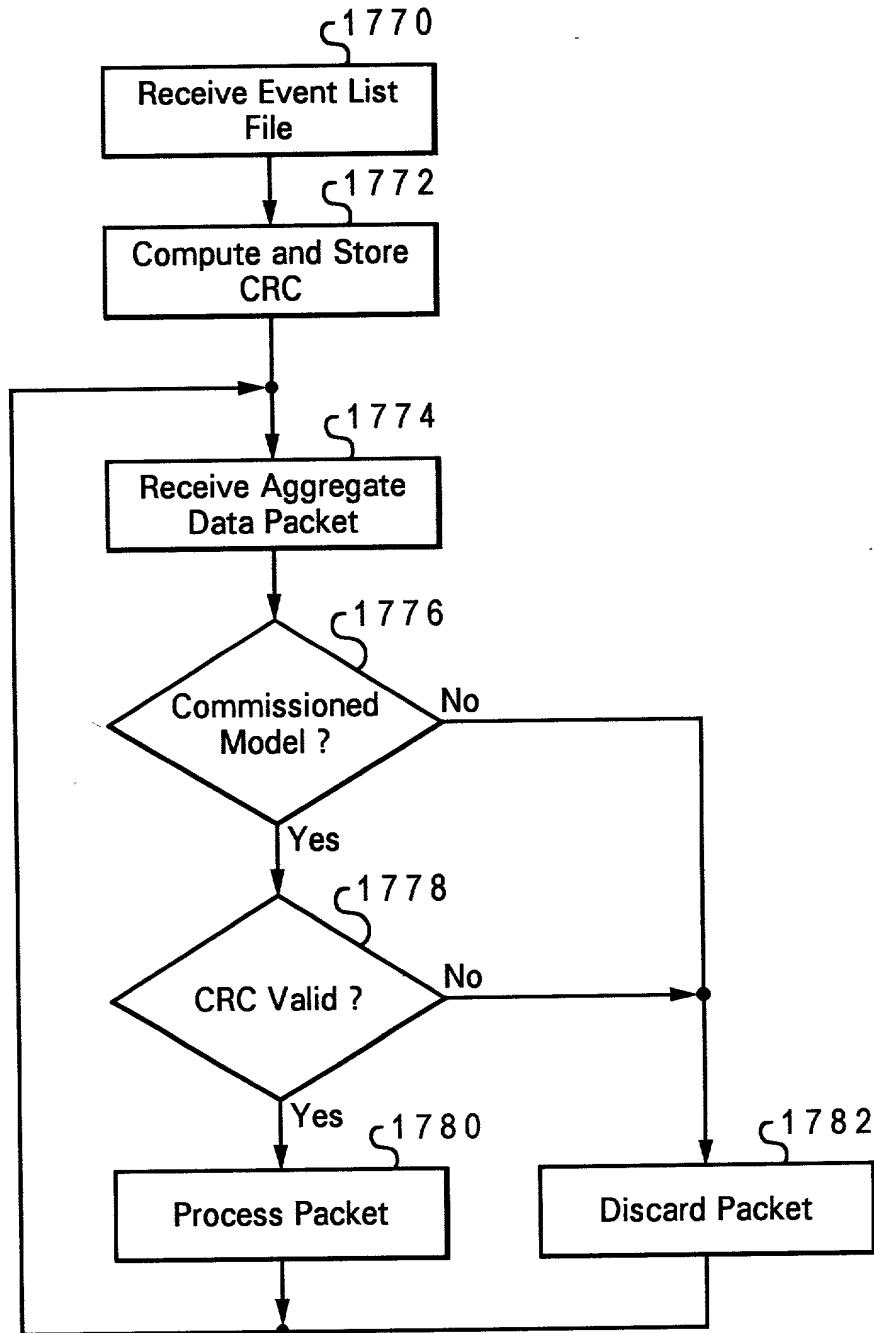 1770
Receive Event List
File
1772
Compute and Store
CRC
1774
Receive Aggregate
Data Packet
1776
Commissioned
Model ?
No
Yes
1778
CRC Valid ?
No
Yes
1780
Process Packet
1782
Discard Packet